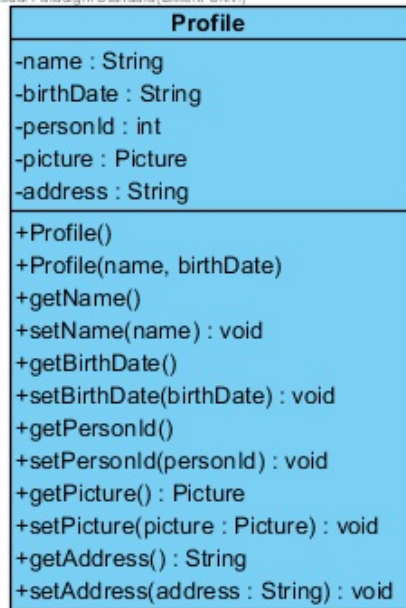 Profile
-name : String
-birthDate : String
-personId : int
-picture : Picture
-address : String
+Profile()
+Profile(name, birthDate)
+getName()
+setName(name) : void
+getBirthDate()
+setBirthDate(birthDate) : void
+getPersonId()
+setPersonId(personId) : void
+getPicture() : Picture
+setPicture(picture : Picture) : void
+getAddress() : String
+setAddress(address : String) : void